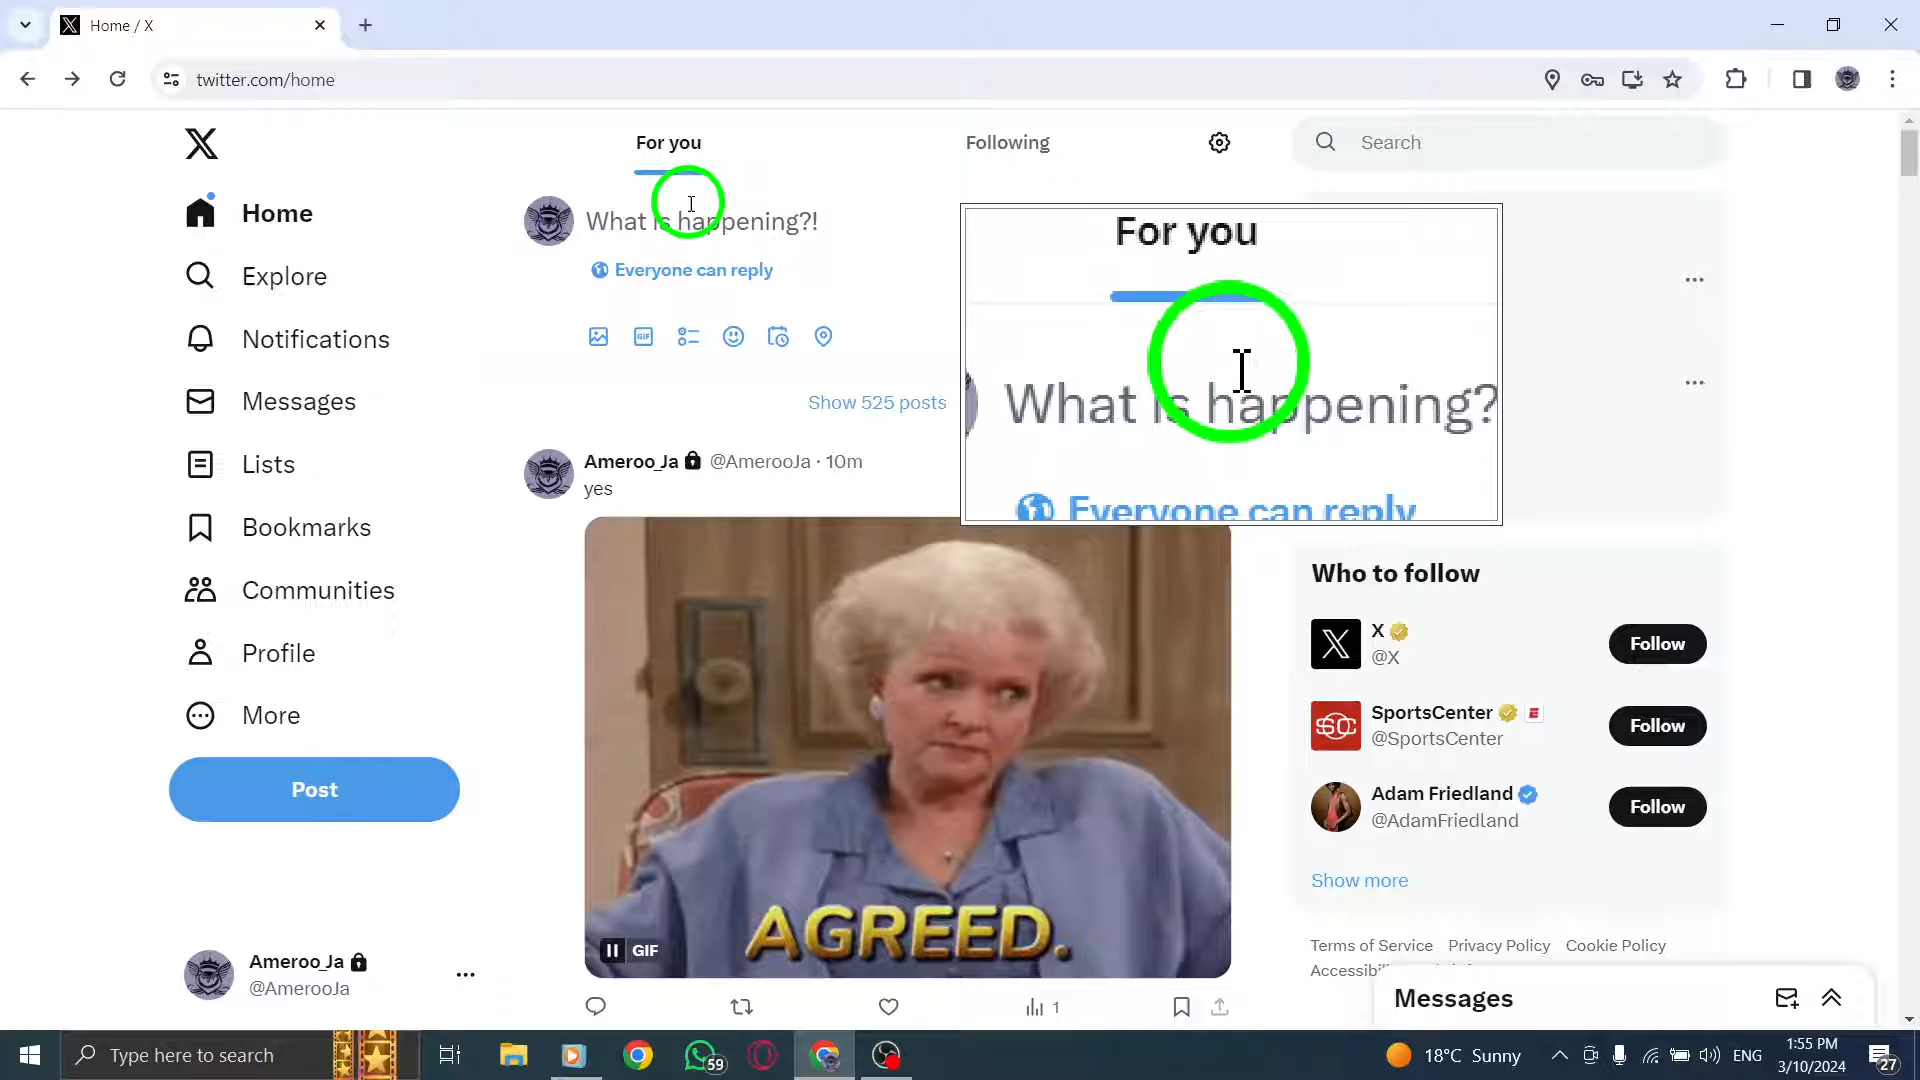 Home / X
twitter.com/home
For you
Following
Search
Home
Explore
Notifications
Messages
Lists
Bookmarks
Communities
Profile
More
Post
Ameroo_Ja
@AmerooJa
What is happening?!
Everyone can reply
GIF
Show 525 posts
Ameroo_Ja @AmerooJa · 10m
yes
AGREED.
GIF
1
For you
What is happening?
Everyone can reply
Who to follow
X
@X
Follow
SportsCenter
@SportsCenter
Follow
Adam Friedland
@AdamFriedland
Follow
Show more
Terms of Service Privacy Policy Cookie Policy
Messages
Type here to search
59
18°C Sunny
ENG
1:55 PM
3/10/2024
27